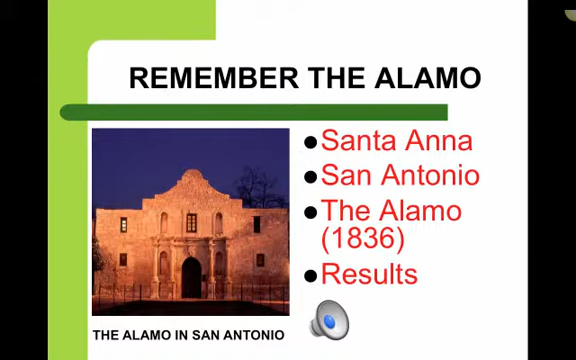 REMEMBER THE ALAMO
●Santa Anna
●San Antonio
●The Alamo
(1836)
●Results
THE ALAMO IN SAN ANTONIO